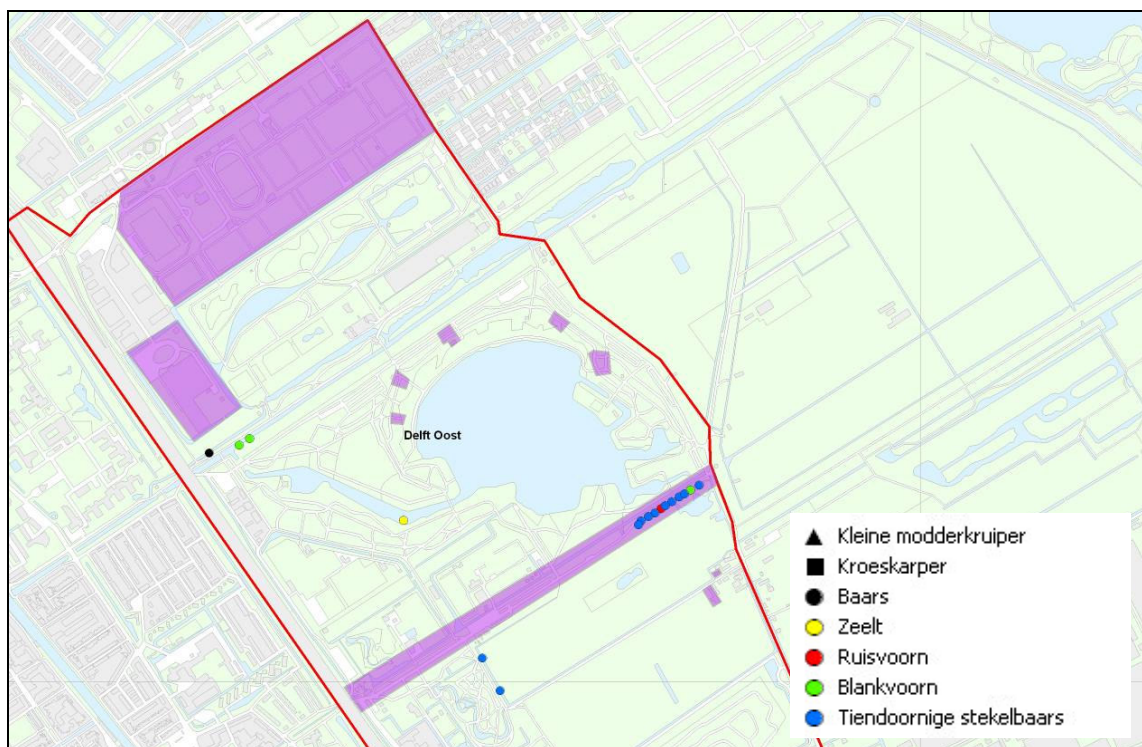 Delft Oost
Kleine modderkruiper
Kroeskarper
Baars
Zeelt
Ruisvoorn
Blankvoorn
Tiendoornige stekelbaars